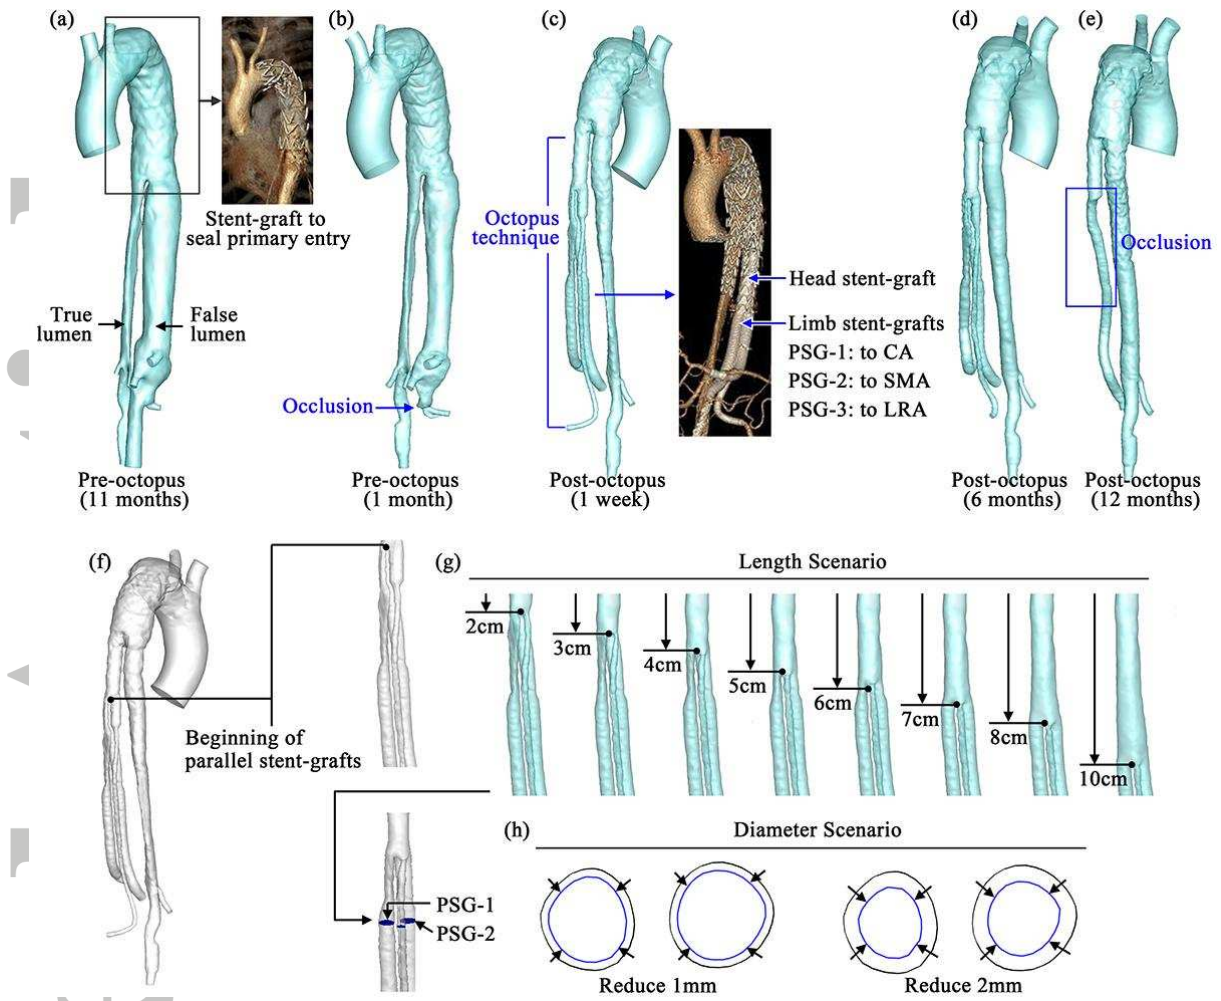 (a)
(b)
(c)
(d)
(e)
Stent-graft to
seal primary entry
True
lumen
False
lumen
Occlusion
Octopus
technique
Head stent-graft
Limb stent-grafts
PSG-1: to CA
PSG-2: to SMA
PSG-3: to LRA
Occlusion
Pre-octopus
(11 months)
Pre-octopus
(1 month)
Post-octopus
(1 week)
Post-octopus
(6 months)
Post-octopus
(12 months)
(f)
Beginning of
parallel stent-grafts
PSG-1
PSG-2
(g)
Length Scenario
2cm
3cm
4cm
5cm
6cm
7cm
8cm
10cm
(h)
Diameter Scenario
Reduce 1mm
Reduce 2mm